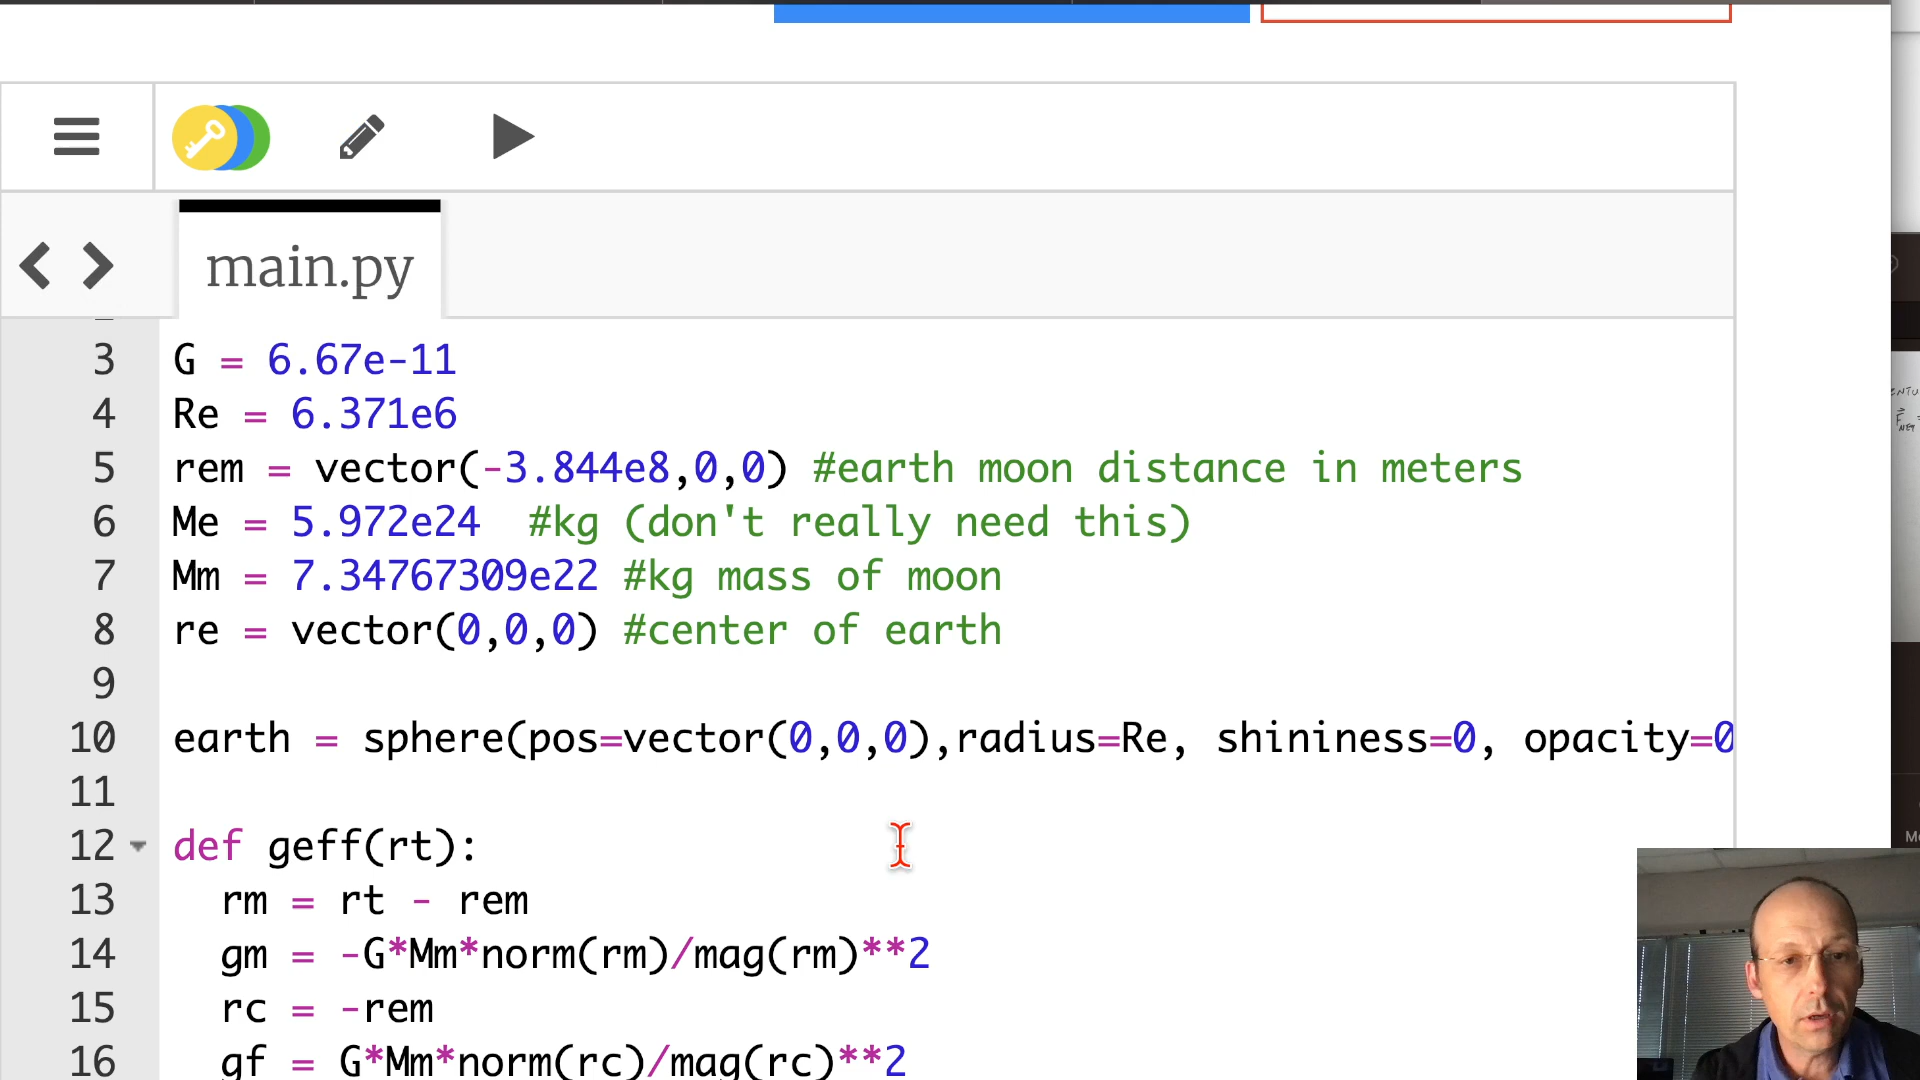 main.py
3 G = 6.67e-11
4 Re = 6.371e6
5 rem = vector(-3.844e8,0,0) #earth moon distance in meters
6 Me = 5.972e24  #kg (don't really need this)
7 Mm = 7.34767309e22 #kg mass of moon
8 re = vector(0,0,0) #center of earth
9
10 earth = sphere(pos=vector(0,0,0),radius=Re, shininess=0, opacity=0
11
12 def geff(rt):
13   rm = rt - rem
14   gm = -G*Mm*norm(rm)/mag(rm)**2
15   rc = -rem
16   gf = G*Mm*norm(rc)/mag(rc)**2